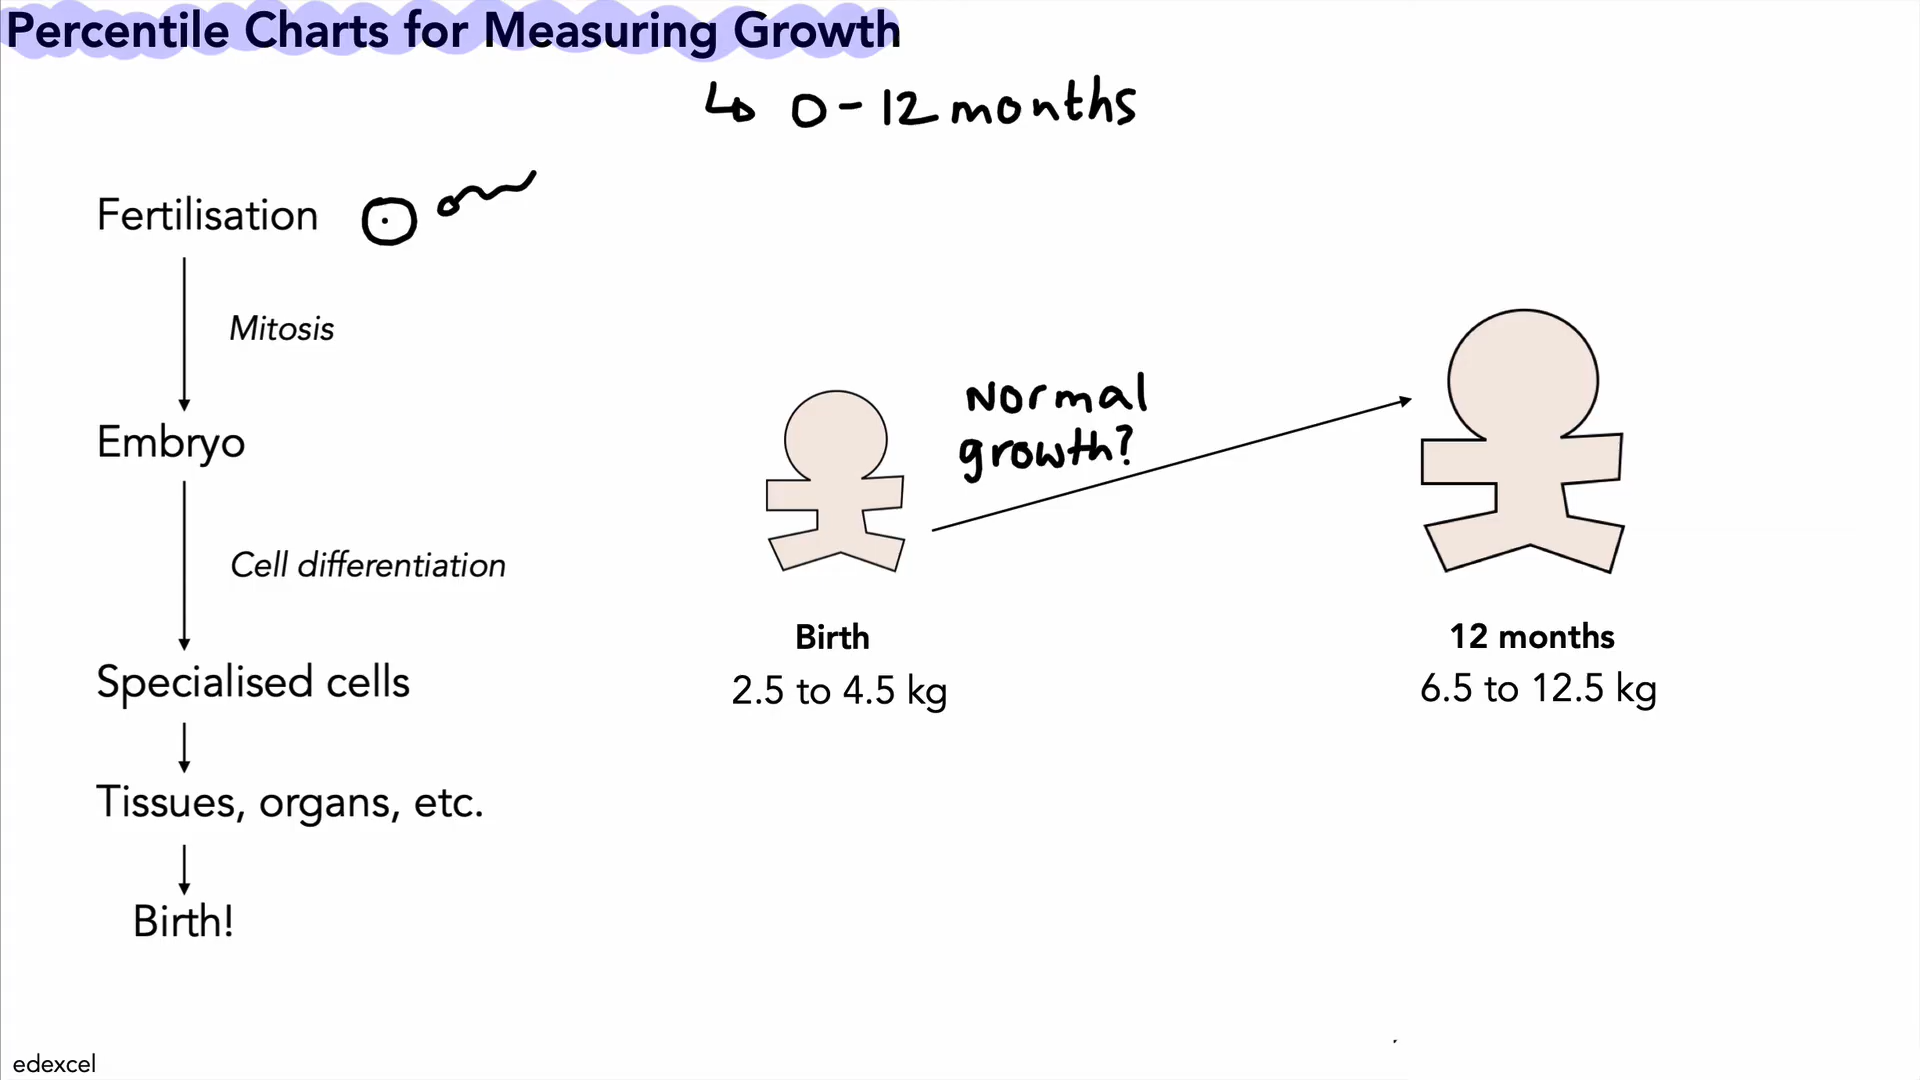 Percentile Charts for Measuring Growth
↳ 0-12 months
Fertilisation
Mitosis
Embryo
Cell differentiation
Specialised cells
Tissues, organs, etc.
Birth!
Normal
growth?
Birth
2.5 to 4.5 kg
12 months
6.5 to 12.5 kg
edexcel